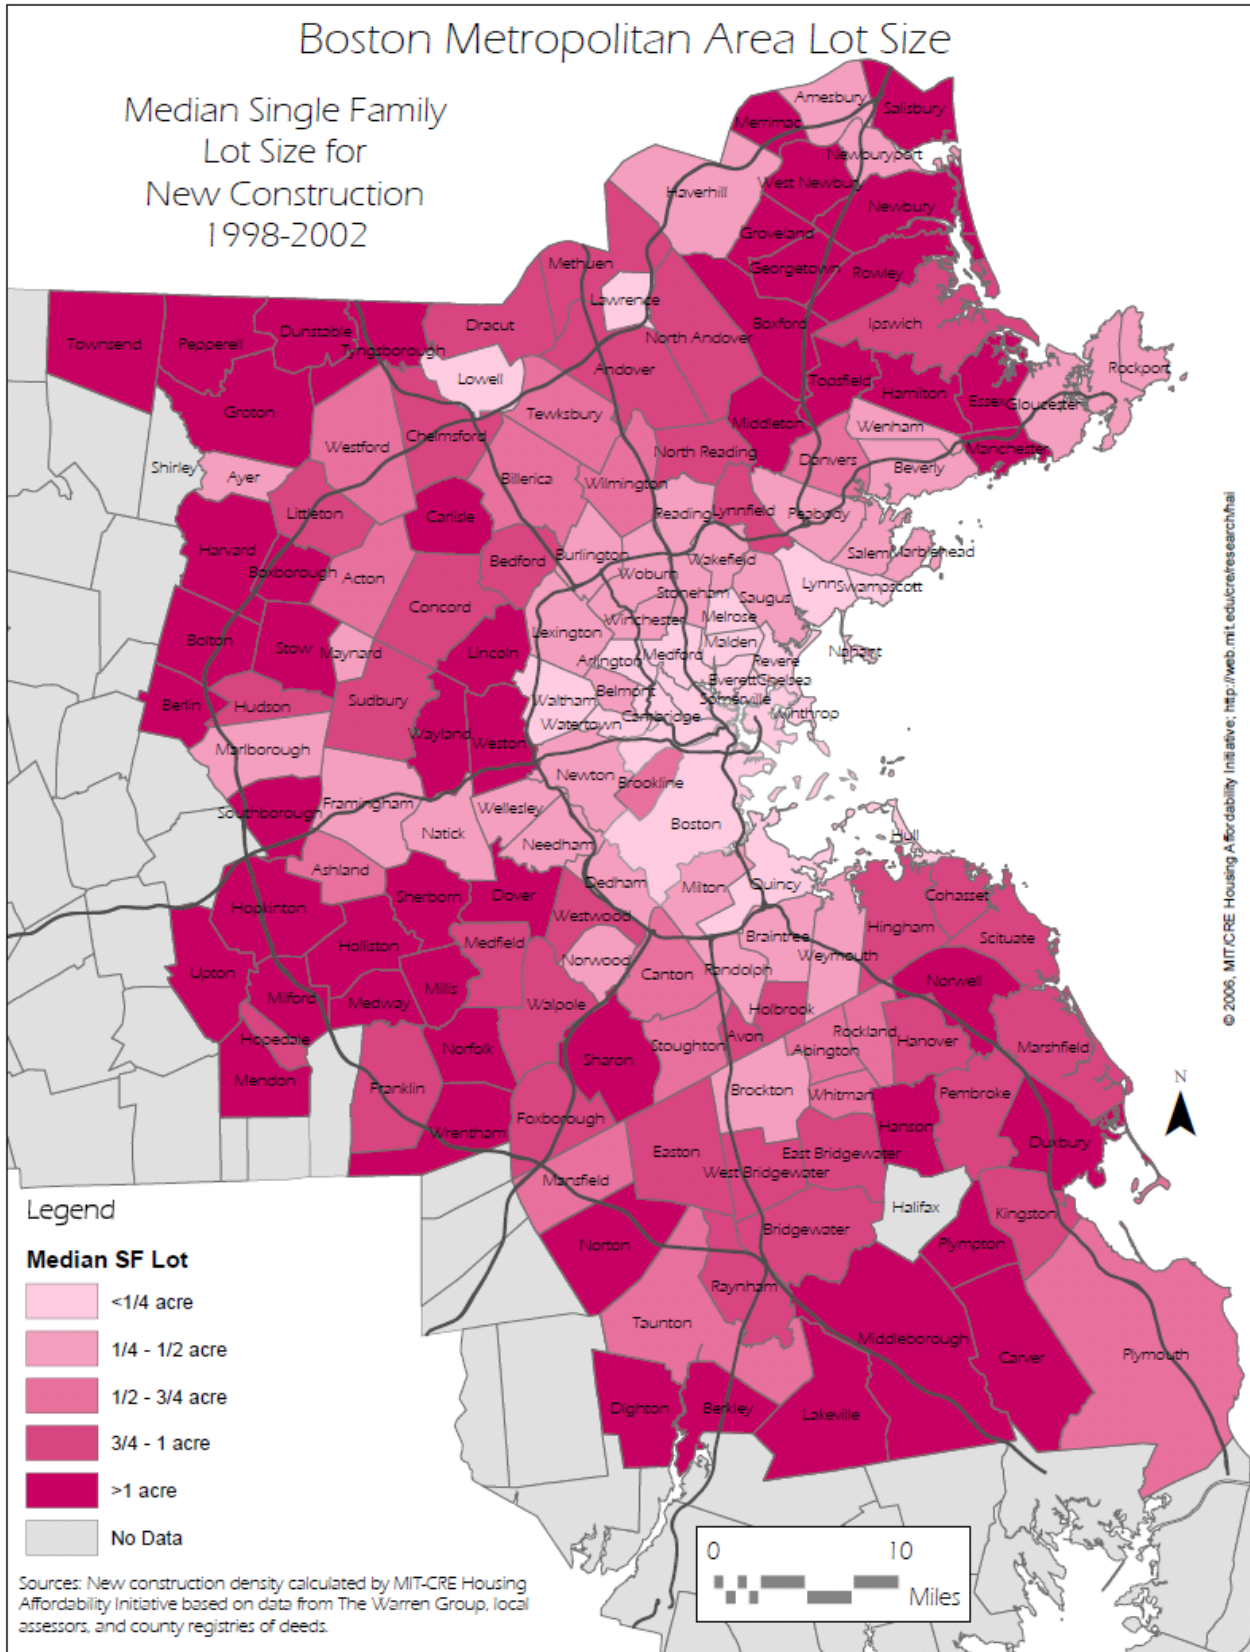 Boston Metropolitan Area Lot Size
Median Single Family
Lot Size for
New Construction
1998-2002
Amesbury
Salisbury
Merrimac
Newburyport
Haverhill
West Newbury
Newbury
Groveland
Georgetown
Rowley
Methuen
Lawrence
Boxford
Ipswich
Townsend
Pepperell
Dunstable
Tyngsborough
Dracut
North Andover
Andover
Lowell
Topsfield
Hamilton
Essex
Gloucester
Rockport
Groton
Tewksbury
Middleton
Wenham
Westford
Chelmsford
North Reading
Danvers
Manchester
Beverly
Shirley
Ayer
Billerica
Wilmington
Littleton
Carlisle
Reading
Lynnfield
Peabody
Harvard
Boxborough
Acton
Bedford
Burlington
Wakefield
Salem
Marblehead
Woburn
Stoneham
Saugus
Lynn
Swampscott
Concord
Winchester
Melrose
Lexington
Bolton
Stow
Maynard
Lincoln
Arlington
Medford
Malden
Revere
Nahant
Everett
Chelsea
Somerville
Winthrop
Berlin
Hudson
Sudbury
Waltham
Belmont
Watertown
Cambridge
Marlborough
Wayland
Weston
Newton
Brookline
Southborough
Framingham
Natick
Wellesley
Needham
Boston
Hull
Ashland
Sherborn
Dover
Dedham
Milton
Quincy
Cohasset
Hopkinton
Westwood
Hingham
Holliston
Medfield
Norwood
Braintree
Weymouth
Scituate
Upton
Milford
Medway
Millis
Walpole
Canton
Randolph
Norwell
Hopedale
Holbrook
Mendon
Franklin
Norfolk
Sharon
Stoughton
Avon
Abington
Rockland
Hanover
Marshfield
Brockton
Whitman
Pembroke
Wrentham
Foxborough
Hanson
Duxbury
Easton
East Bridgewater
West Bridgewater
Mansfield
Halifax
Kingston
Norton
Bridgewater
Plympton
Raynham
Taunton
Middleborough
Carver
Plymouth
Dighton
Berkley
Lakeville
© 2006, MIT/CRE Housing Affordability Initiative; http://web.mit.edu/cre/research/hai
N
Legend
Median SF Lot
<1/4 acre
1/4 - 1/2 acre
1/2 - 3/4 acre
3/4 - 1 acre
>1 acre
No Data
0 10
Miles
Sources: New construction density calculated by MIT-CRE Housing
Affordability Initiative based on data from The Warren Group, local
assessors, and county registries of deeds.